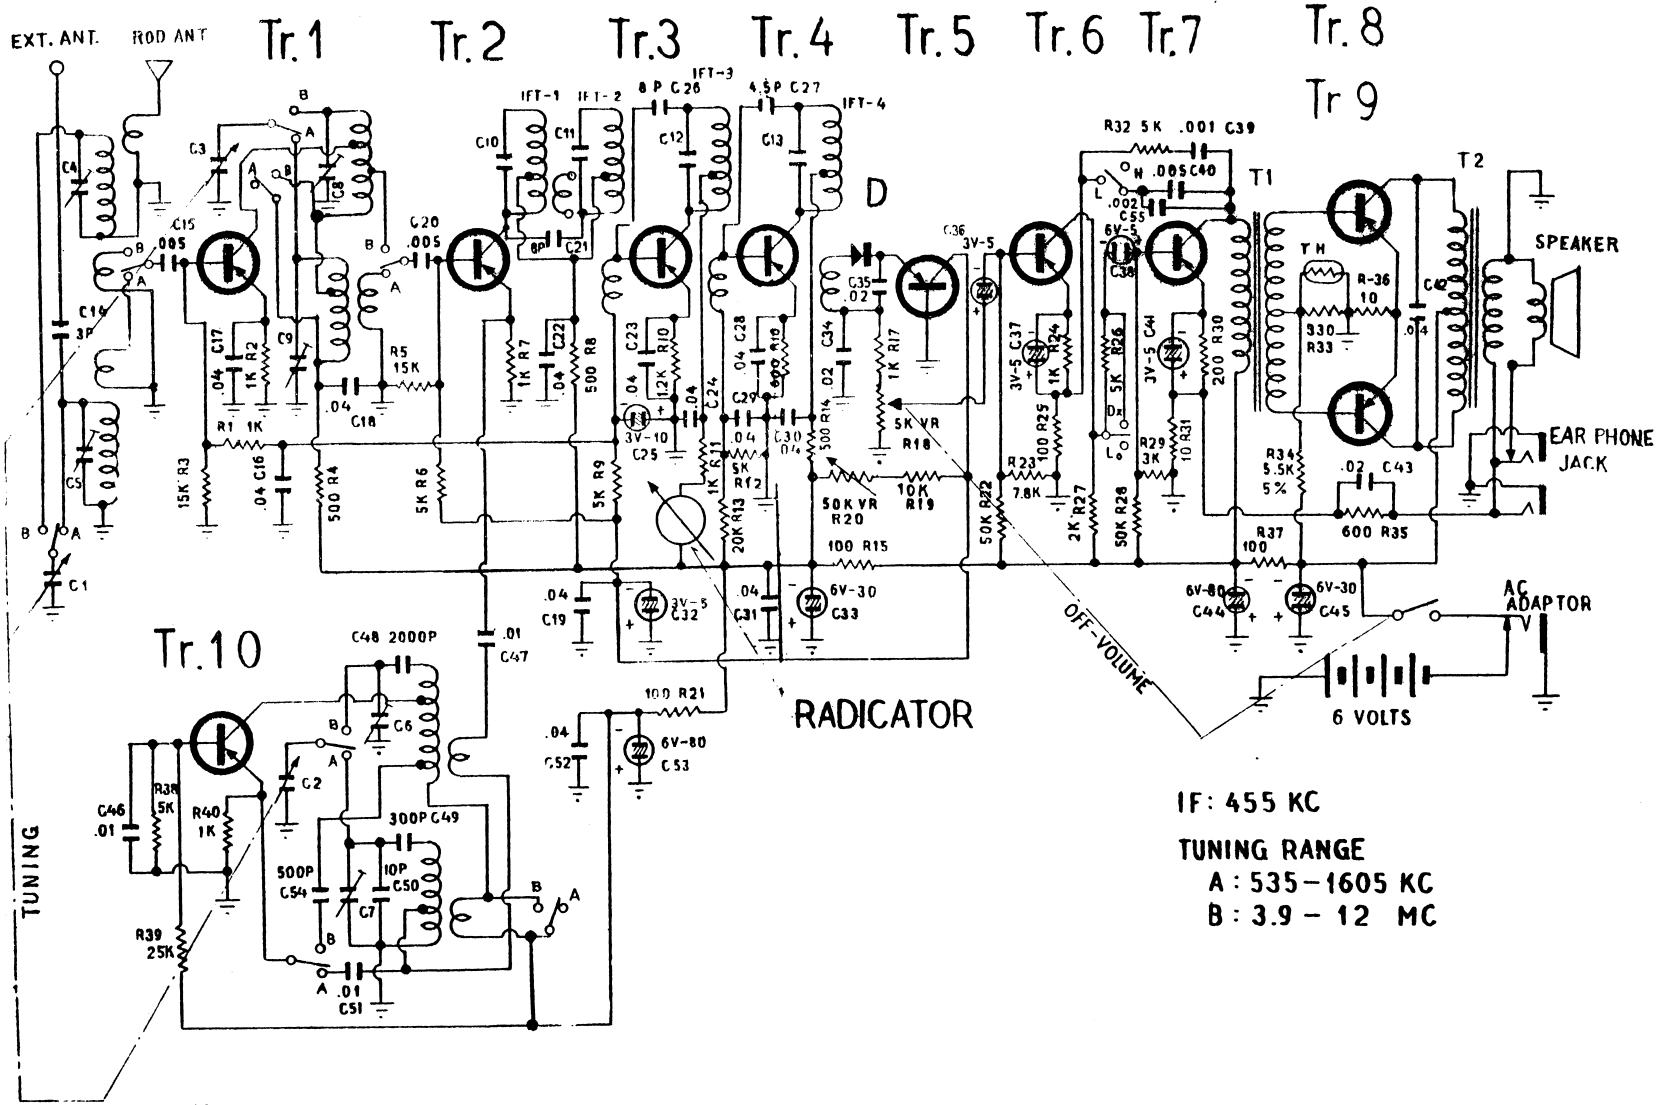 Tr.1 Tr.2 Tr.3 Tr.4 Tr.5 Tr.6 Tr.7 Tr.8
Tr 9
EXT. ANT. ROD ANT
IFT-1 IFT-2 IFT-3 IFT-4
8 P C26 4.5P C27
B
A
C3
C4
C8
A B
C10 C11 C12 C13
D
R32 5K .001 C39
H .005 C40
L
.002
C55
T1 T2
C15
.005
B
A
C20
.005
B
A
8P C21
C36
3V-5
6V-5
C38
SPEAKER
TH
R-36
10
C42
.04
330
R33
C14
3P
C17
.04
1K R2
C9
R5
15K
.04
C18
1K R7
C22
.04
500 R8
C23
.04
1.2K R10
C24
.04
C28
.04
600
C34
.02
C35
.02
1K R17
3V-5 C37
1K R24
5K R26
3V-5 C41
200 R30
R1 1K
3V-10
C25
C29
.04
C30
.04
500 R14
5K VR
R18
100 R25
Dx
Lo
R29
3K
10 R31
EAR PHONE
JACK
C5
15K R3
.04 C16
500 R4
5K R6
5K R9
1K R11
5K
R12
20K R13
50K VR
R20
10K
R19
50K R22
R23
7.8K
2K R27
50K R28
R34
5.5K
5%
.02 C43
600 R35
B A
C1
100 R15
R37
100
.04
C19
3V-5
C32
.04
C31
6V-30
C33
6V-80
C44
6V-30
C45
AC
ADAPTOR
OFF-VOLUME
6 VOLTS
Tr.10
C48 2000P
.01
C47
100 R21
RADICATOR
B
A
C6
C2
.04
C52
6V-80
C53
C46
.01
R38
5K
R40
1K
300P C49
500P
C54
10P
C50
C7
B
A
B
A
.01
C51
R39
25K
TUNING
IF: 455 KC
TUNING RANGE
A : 535-1605 KC
B : 3.9 - 12 MC